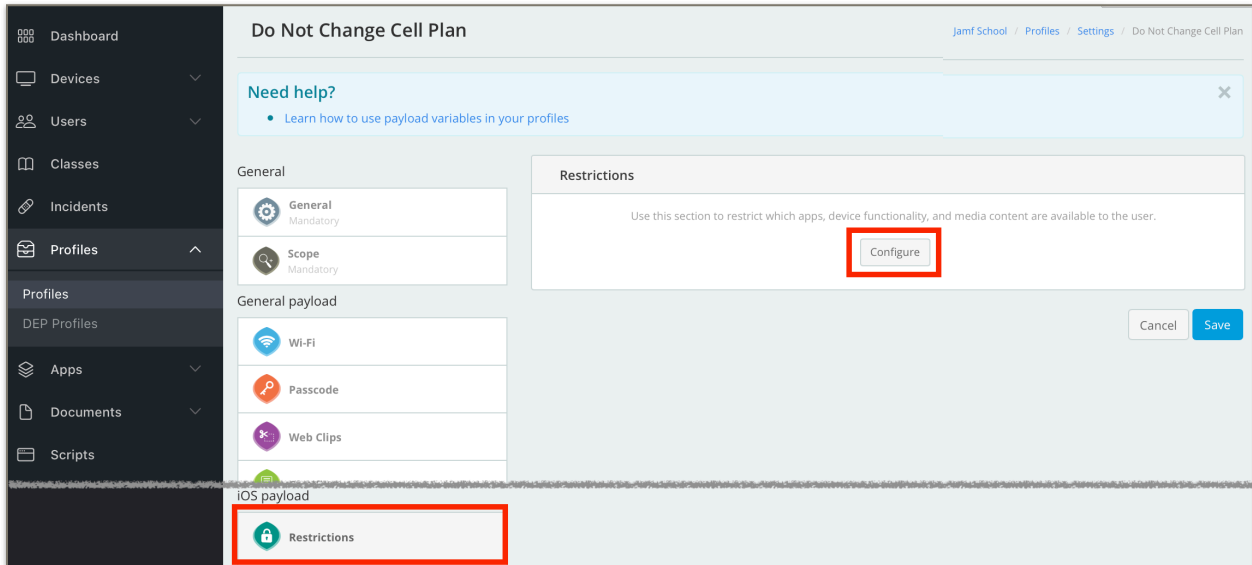 Dashboard
Devices
Users
Classes
Incidents
Profiles
Profiles
DEP Profiles
Apps
Documents
Scripts
Do Not Change Cell Plan
Jamf School / Profiles / Settings / Do Not Change Cell Plan
Need help?
Learn how to use payload variables in your profiles
General
General
Mandatory
Scope
Mandatory
General payload
Wi-Fi
Passcode
Web Clips
iOS payload
Restrictions
Restrictions
Use this section to restrict which apps, device functionality, and media content are available to the user.
Configure
Cancel
Save